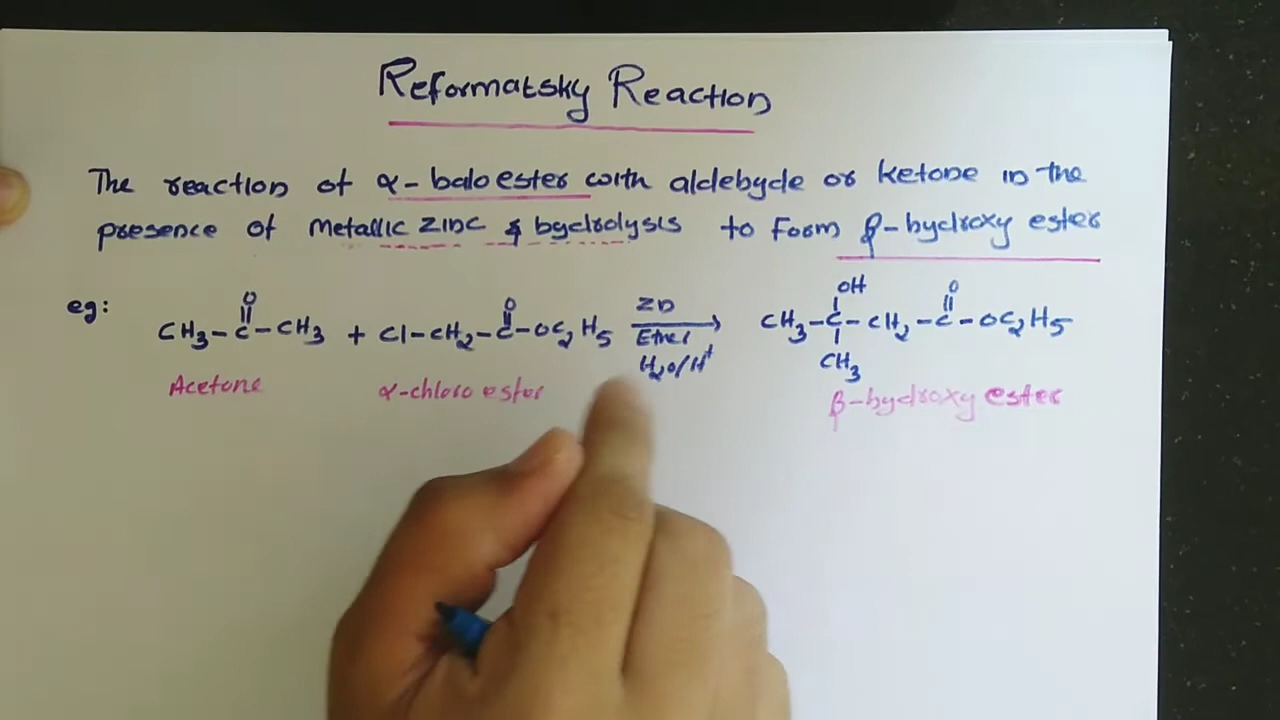 Reformatsky Reaction
The reaction of α-haloester with aldehyde or ketone in the
presence of metallic zinc & hydrolysis to form β-hydroxy ester
eg:
CH3-C-CH3 + Cl-CH2-C-OC2H5 Zn Ether H2O/H+ → CH3-C-CH2-C-OC2H5
O O OH O CH3
Acetone α-chloro ester β-hydroxy ester